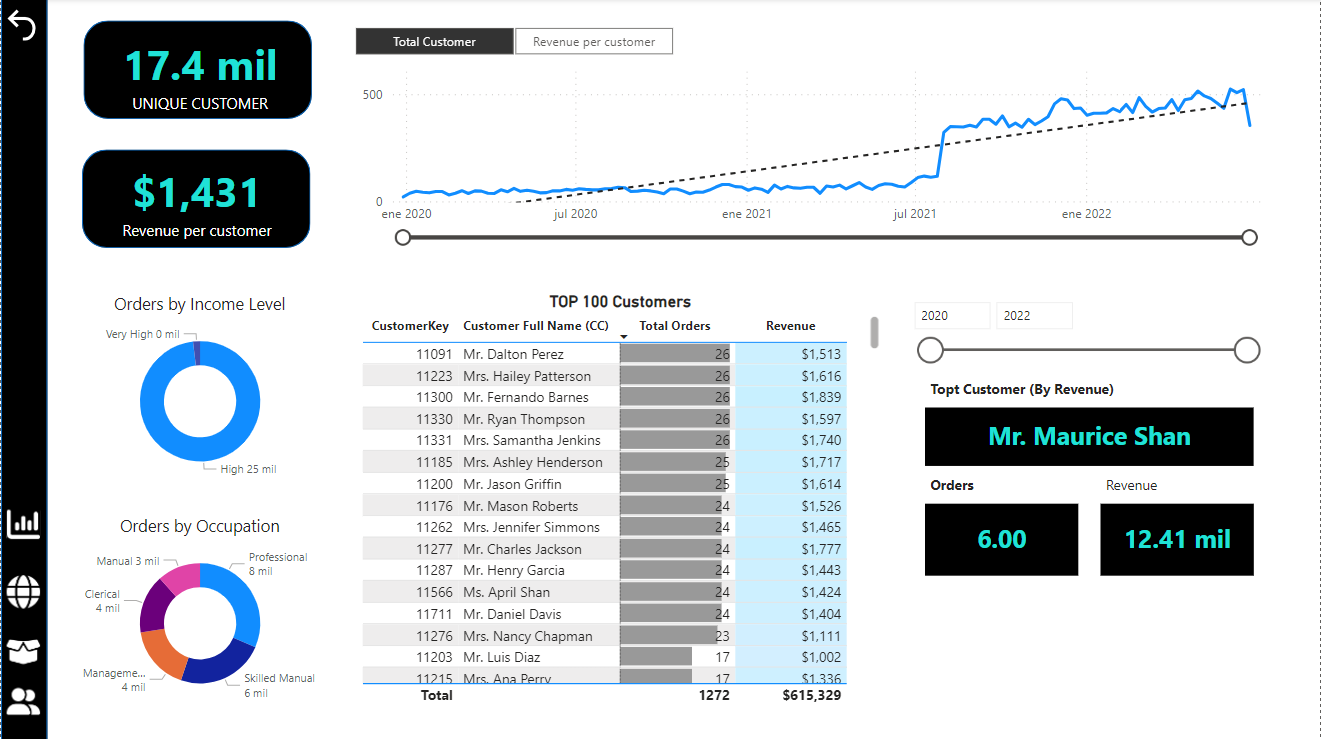 17.4 mil
UNIQUE CUSTOMER
$1,431
Revenue per customer
Total Customer
Revenue per customer
500
0
ene 2020
jul 2020
ene 2021
jul 2021
ene 2022
Orders by Income Level
Very High 0 mil
High 25 mil
Orders by Occupation
Manual 3 mil
Professional
8 mil
Clerical
4 mil
Manageme...
4 mil
Skilled Manual
6 mil
TOP 100 Customers
CustomerKey Customer Full Name (CC) Total Orders Revenue
11091 Mr. Dalton Perez 26 $1,513
11223 Mrs. Hailey Patterson 26 $1,616
11300 Mr. Fernando Barnes 26 $1,839
11330 Mr. Ryan Thompson 26 $1,597
11331 Mrs. Samantha Jenkins 26 $1,740
11185 Mrs. Ashley Henderson 25 $1,717
11200 Mr. Jason Griffin 25 $1,614
11176 Mr. Mason Roberts 24 $1,526
11262 Mrs. Jennifer Simmons 24 $1,465
11277 Mr. Charles Jackson 24 $1,777
11287 Mr. Henry Garcia 24 $1,443
11566 Ms. April Shan 24 $1,424
11711 Mr. Daniel Davis 24 $1,404
11276 Mrs. Nancy Chapman 23 $1,111
11203 Mr. Luis Diaz 17 $1,002
11215 Mrs. Ana Perry 17 $1,336
Total 1272 $615,329
2020
2022
Topt Customer (By Revenue)
Mr. Maurice Shan
Orders
Revenue
6.00
12.41 mil